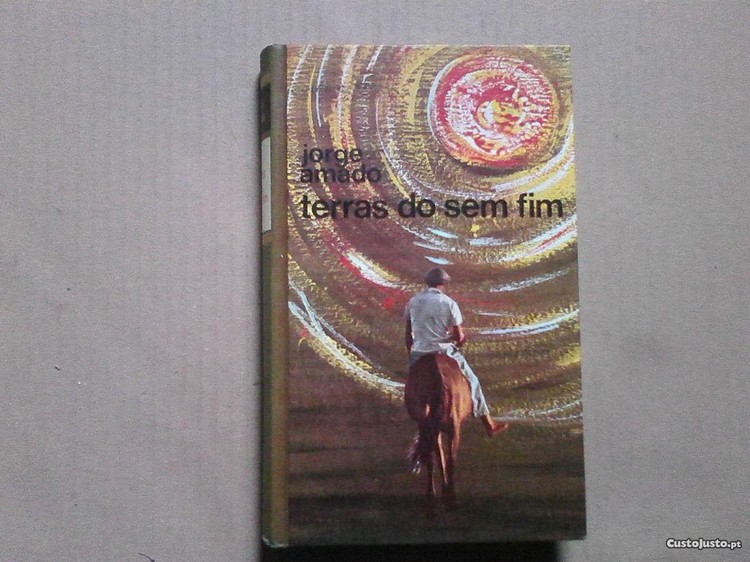 jorge
amado
terras do sem fim
CustoJusto.pt